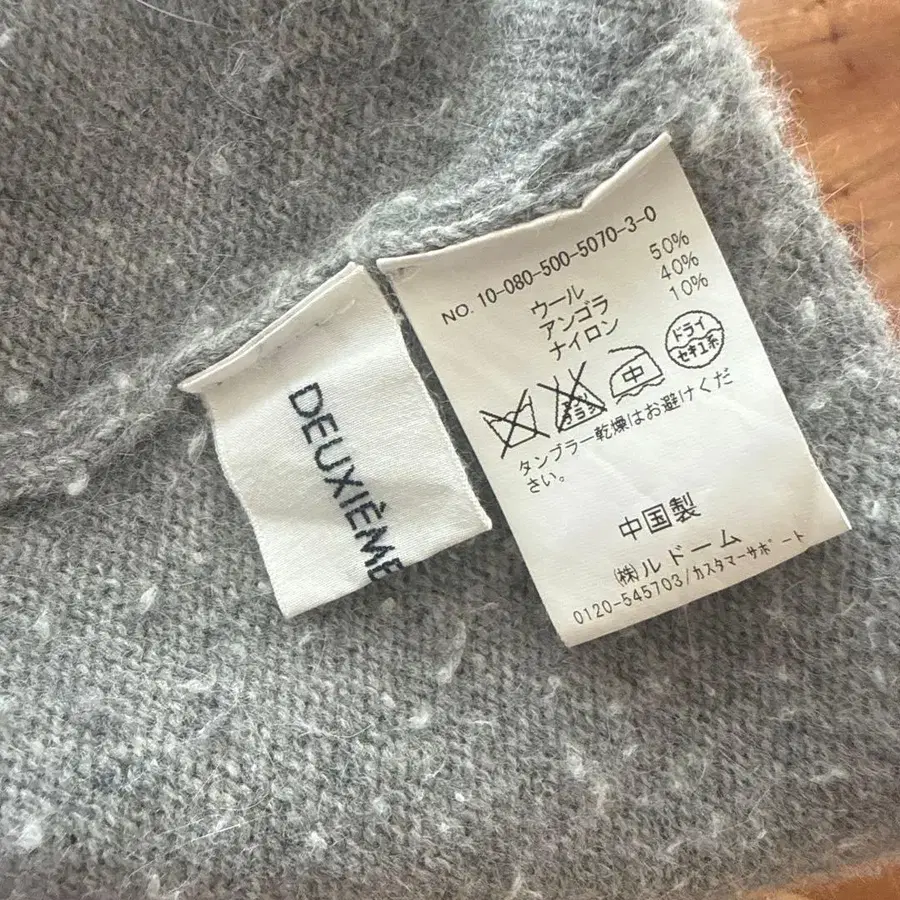 DEUXIÈME
NO. 10-080-500-5070-3-0
ウール 50%
アンゴラ 40%
ナイロン 10%
中
ドライ
セキユ系
タンブラー乾燥はお避けくだ
さい。
中国製
(株)ルドーム
0120-545703/カスタマーサポート